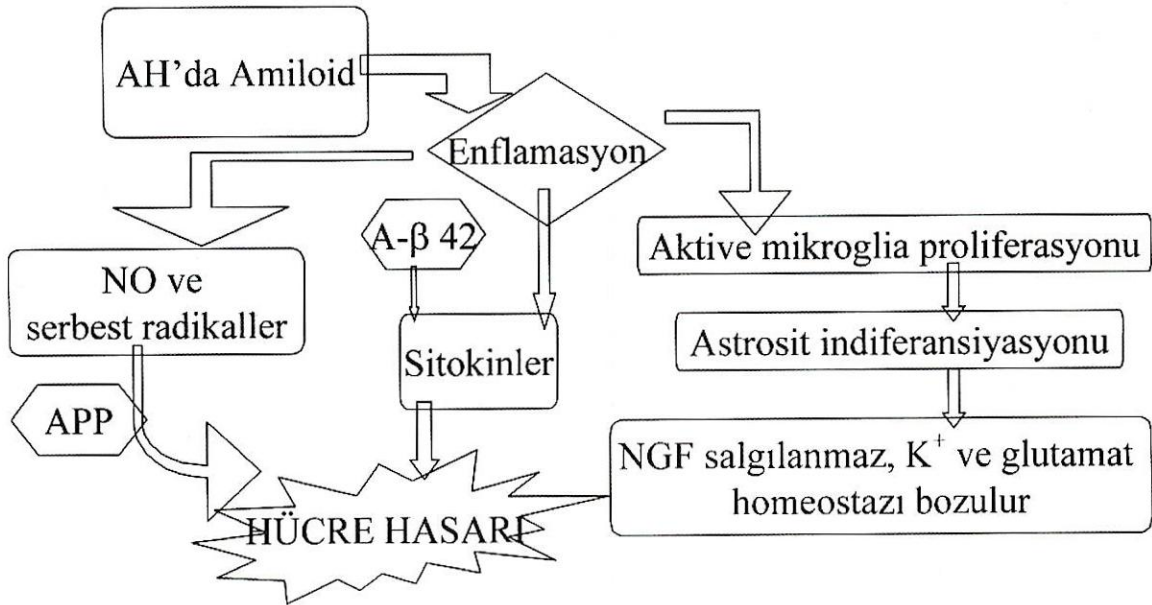 AH’da Amiloid
Enflamasyon
A-β 42
Aktive mikroglia proliferasyonu
NO ve
serbest radikaller
Astrosit indiferansiyasyonu
Sitokinler
APP
NGF salgılanmaz, K⁺ ve glutamat
homeostazı bozulur
HÜCRE HASARI